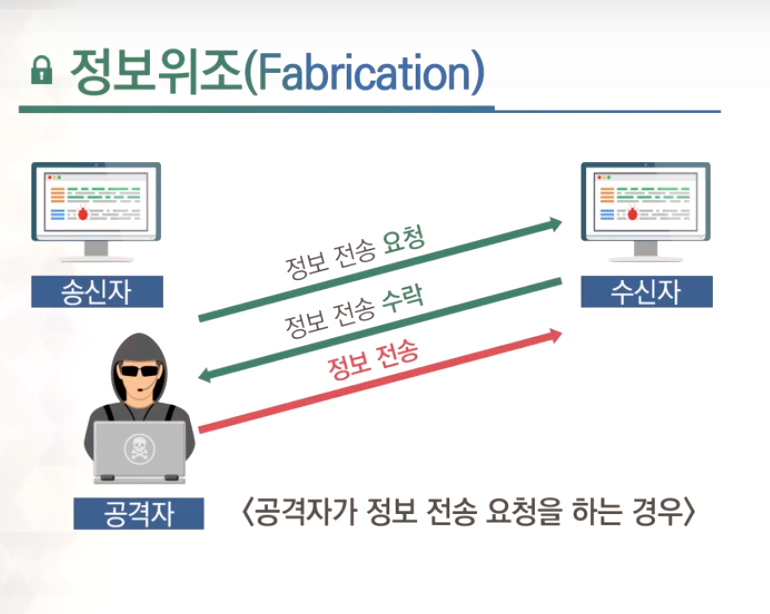 정보위조(Fabrication)
송신자
수신자
정보 전송 요청
정보 전송 수락
정보 전송
공격자
<공격자가 정보 전송 요청을 하는 경우>